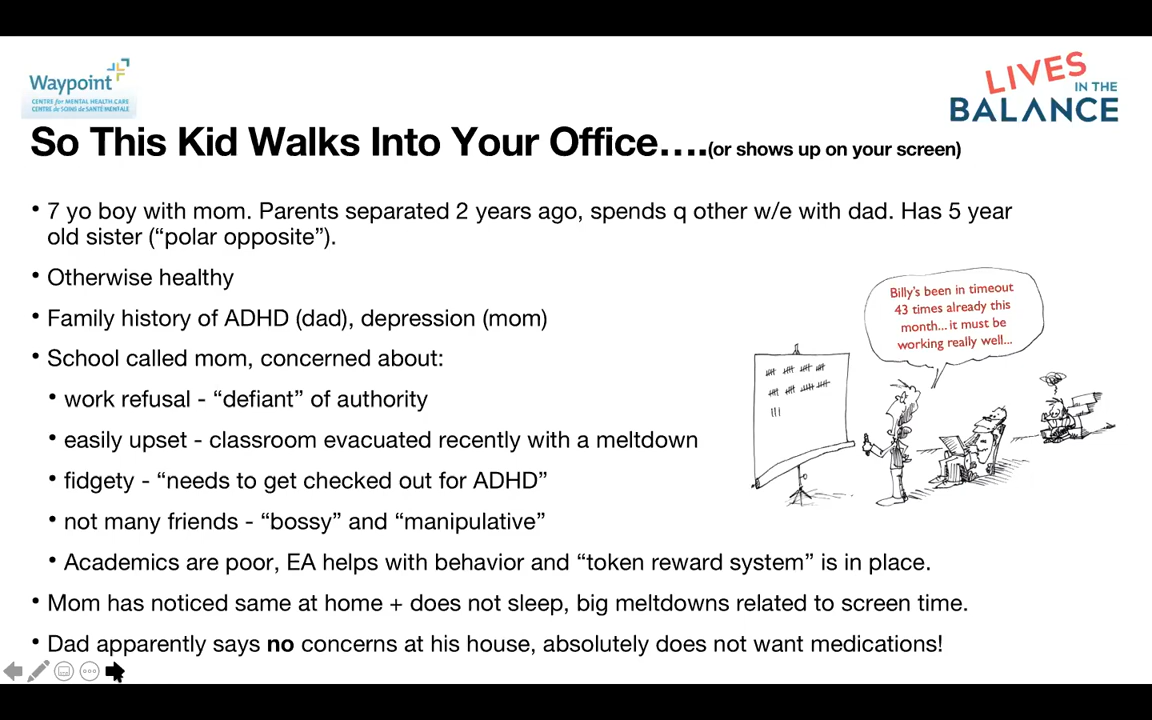 Waypoint
CENTRES for MENTAL HEALTH CARE
CENTRE de SOINS de SANTÉ MENTALE
LIVES
IN THE
BALANCE
So This Kid Walks Into Your Office….(or shows up on your screen)
• 7 yo boy with mom. Parents separated 2 years ago, spends q other w/e with dad. Has 5 year
old sister (“polar opposite”).
• Otherwise healthy
• Family history of ADHD (dad), depression (mom)
• School called mom, concerned about:
• work refusal - “defiant” of authority
• easily upset - classroom evacuated recently with a meltdown
• fidgety - “needs to get checked out for ADHD”
• not many friends - “bossy” and “manipulative”
• Academics are poor, EA helps with behavior and “token reward system” is in place.
• Mom has noticed same at home + does not sleep, big meltdowns related to screen time.
• Dad apparently says no concerns at his house, absolutely does not want medications!
Billy's been in timeout
43 times already this
month... it must be
working really well...